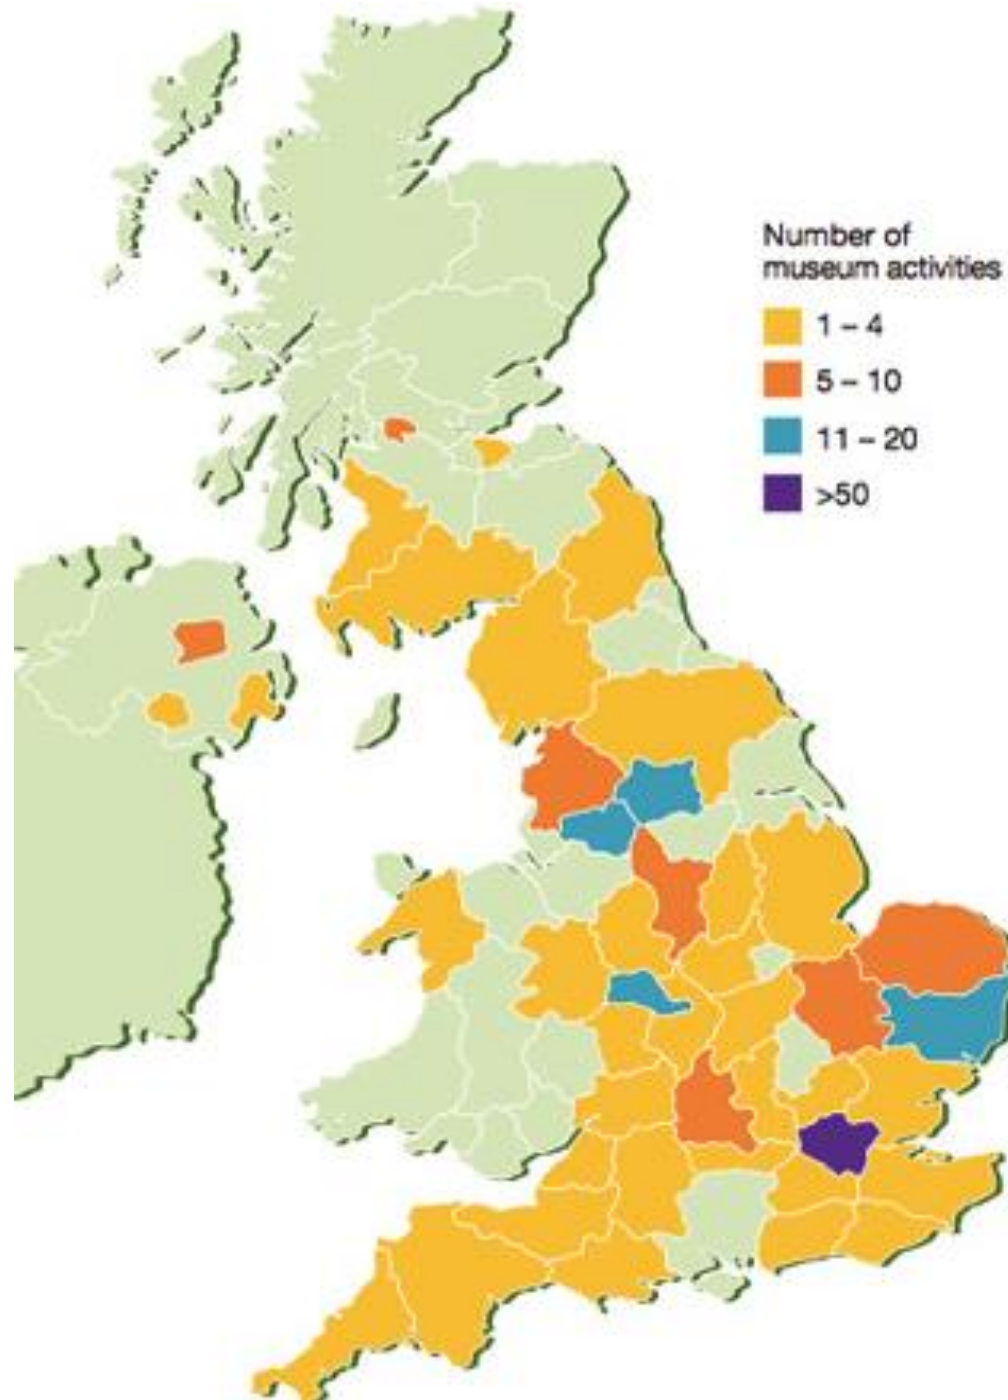 Number of
museum activities
1 – 4
5 – 10
11 – 20
>50